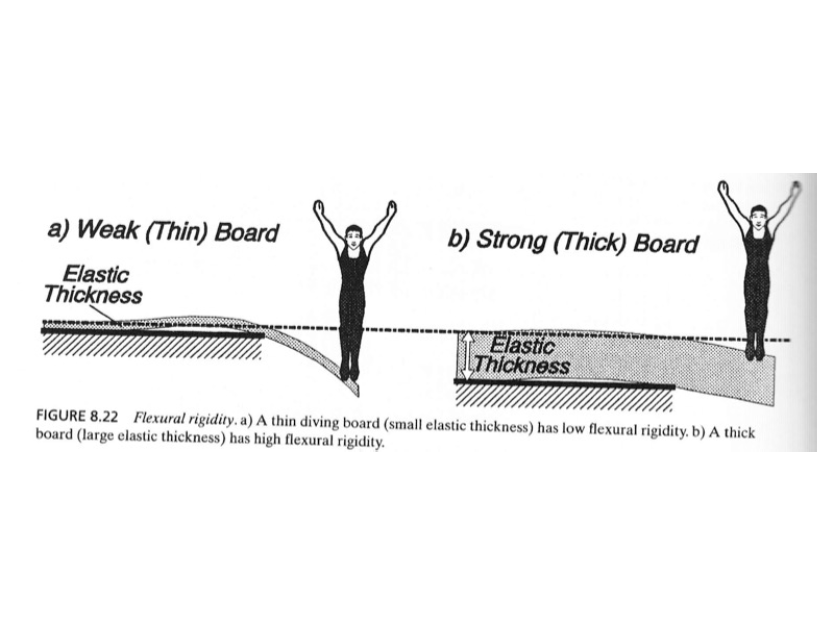 a) Weak (Thin) Board
Elastic
Thickness
b) Strong (Thick) Board
Elastic
Thickness
FIGURE 8.22 Flexural rigidity. a) A thin diving board (small elastic thickness) has low flexural rigidity. b) A thick
board (large elastic thickness) has high flexural rigidity.